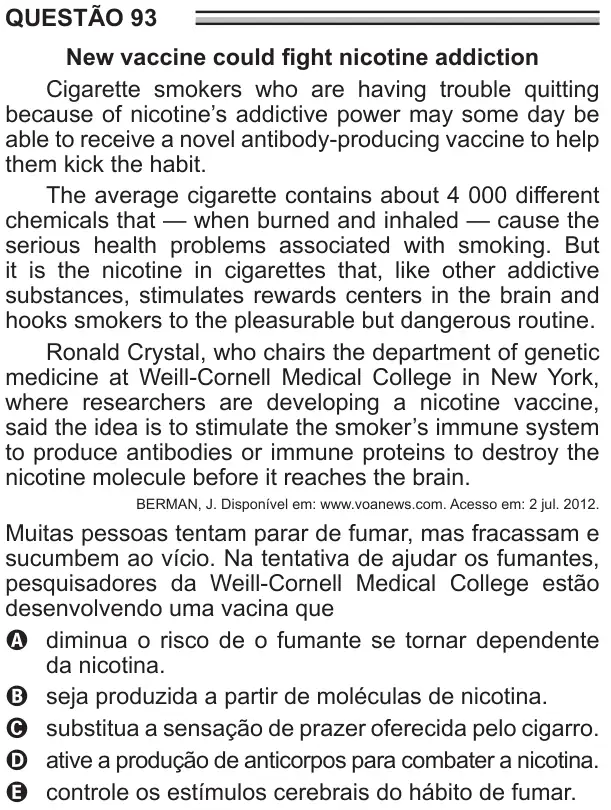 QUESTÃO 93
New vaccine could fight nicotine addiction
Cigarette smokers who are having trouble quitting
because of nicotine's addictive power may some day be
able to receive a novel antibody-producing vaccine to help
them kick the habit.
The average cigarette contains about 4 000 different
chemicals that — when burned and inhaled — cause the
serious health problems associated with smoking. But
it is the nicotine in cigarettes that, like other addictive
substances, stimulates rewards centers in the brain and
hooks smokers to the pleasurable but dangerous routine.
Ronald Crystal, who chairs the department of genetic
medicine at Weill-Cornell Medical College in New York,
where researchers are developing a nicotine vaccine,
said the idea is to stimulate the smoker's immune system
to produce antibodies or immune proteins to destroy the
nicotine molecule before it reaches the brain.
BERMAN, J. Disponível em: www.voanews.com. Acesso em: 2 jul. 2012.
Muitas pessoas tentam parar de fumar, mas fracassam e
sucumbem ao vício. Na tentativa de ajudar os fumantes,
pesquisadores da Weill-Cornell Medical College estão
desenvolvendo uma vacina que
A diminua o risco de o fumante se tornar dependente
da nicotina.
B seja produzida a partir de moléculas de nicotina.
C substitua a sensação de prazer oferecida pelo cigarro.
D ative a produção de anticorpos para combater a nicotina.
E controle os estímulos cerebrais do hábito de fumar.